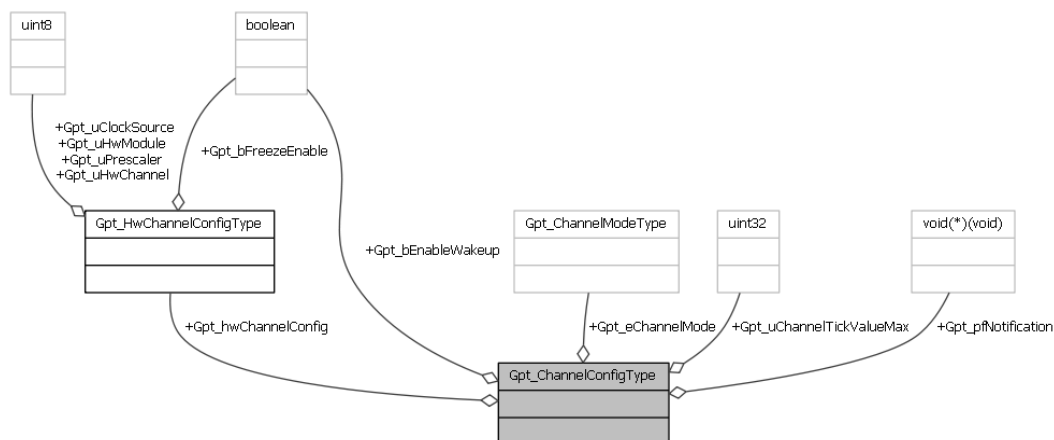 uint8
boolean
+Gpt_uClockSource
+Gpt_uHwModule
+Gpt_uPrescaler
+Gpt_uHwChannel
+Gpt_bFreezeEnable
Gpt_HwChannelConfigType
Gpt_ChannelModeType
uint32
void(*)(void)
+Gpt_bEnableWakeup
+Gpt_hwChannelConfig
+Gpt_eChannelMode
+Gpt_uChannelTickValueMax
+Gpt_pfNotification
Gpt_ChannelConfigType